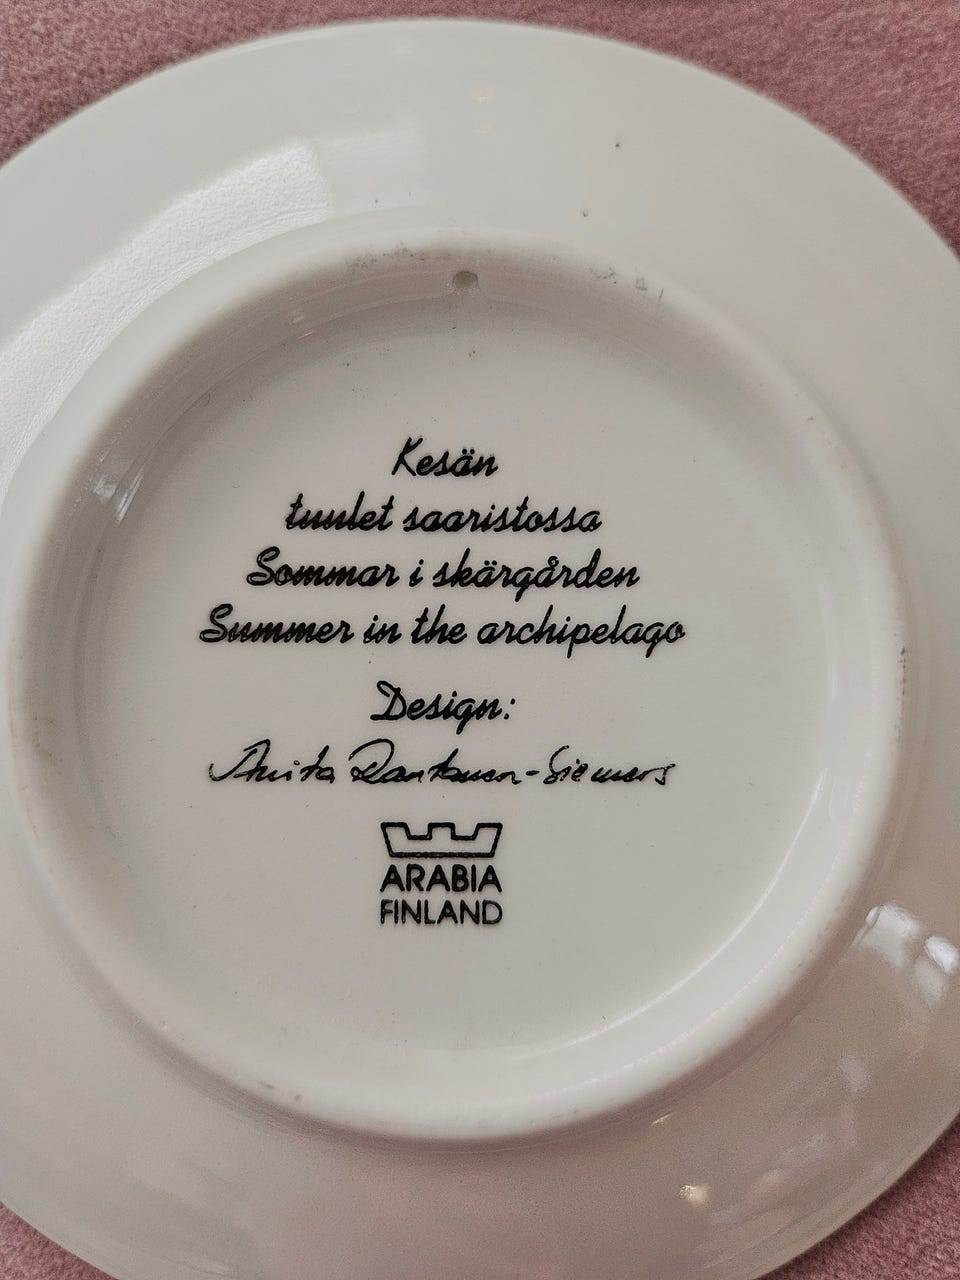 Kesän
tuulet saaristossa
Sommar i skärgården
Summer in the archipelago
Design:
Anita Rantanen-Siemers
ARABIA
FINLAND